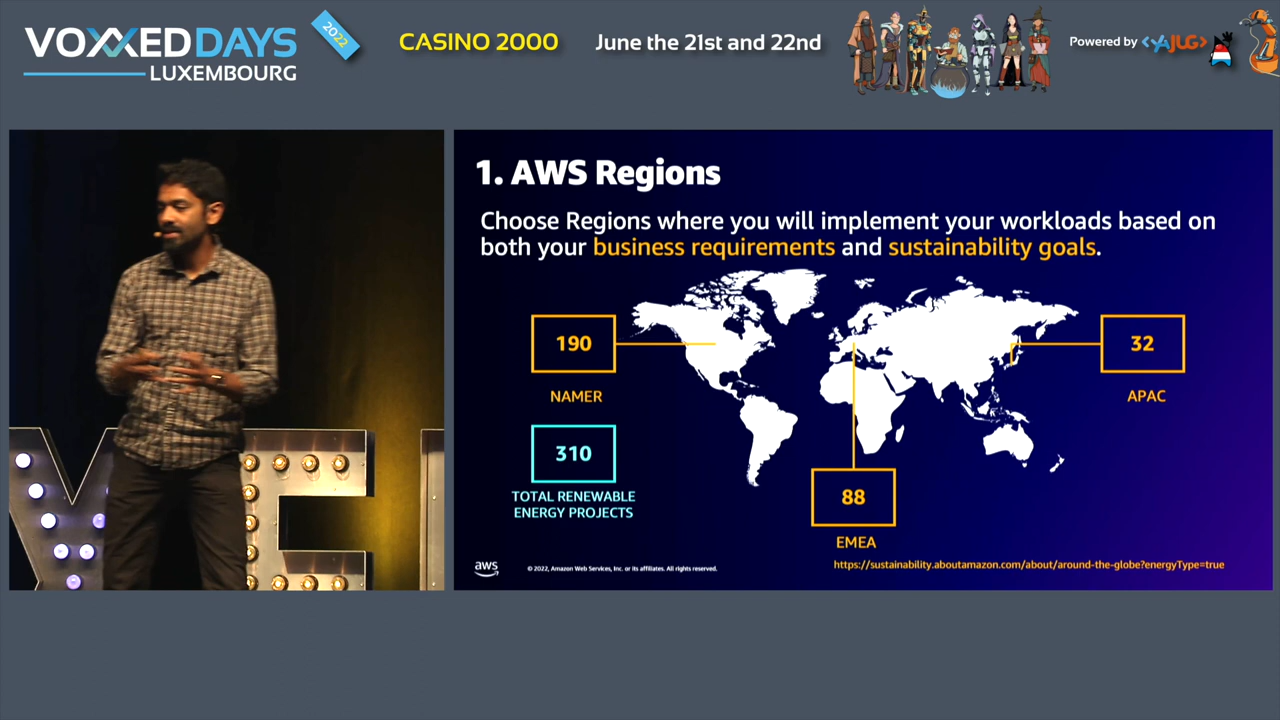 VOXXEDDAYS
LUXEMBOURG
2022
CASINO 2000
June the 21st and 22nd
Powered by <YAJUG>
1. AWS Regions
Choose Regions where you will implement your workloads based on
both your business requirements and sustainability goals.
190
NAMER
32
APAC
310
TOTAL RENEWABLE
ENERGY PROJECTS
88
EMEA
aws
© 2022, Amazon Web Services, Inc. or its affiliates. All rights reserved.
https://sustainability.aboutamazon.com/about/around-the-globe?energyType=true